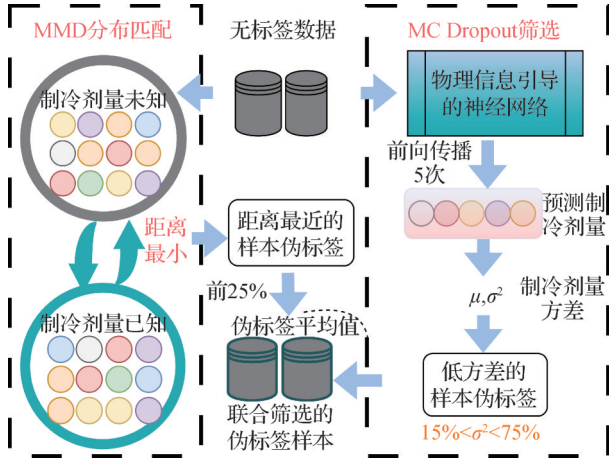 MMD分布匹配
制冷剂量未知
距离
最小
制冷剂量已知
无标签数据
距离最近的
样本伪标签
前25%
伪标签平均值
联合筛选的
伪标签样本
MC Dropout筛选
物理信息引导
的神经网络
前向传播
5次
预测制
冷剂量
μ,σ²
制冷剂量
方差
低方差的
样本伪标签
15%<σ²<75%